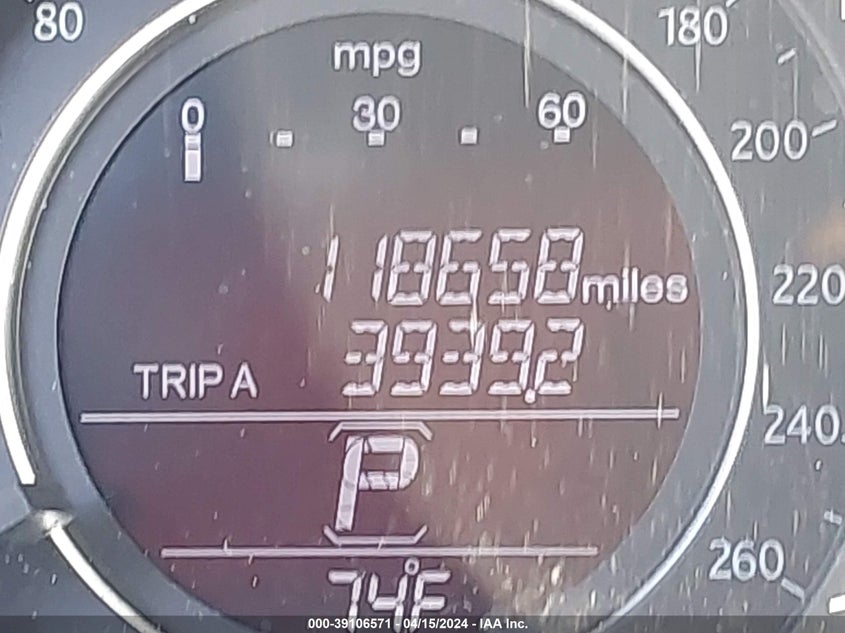 80
180
mpg
0 30 60
200
118658 miles
220
TRIP A 3939.2
240
P
260
74°F
000-39106571 - 04/15/2024 - IAA Inc.